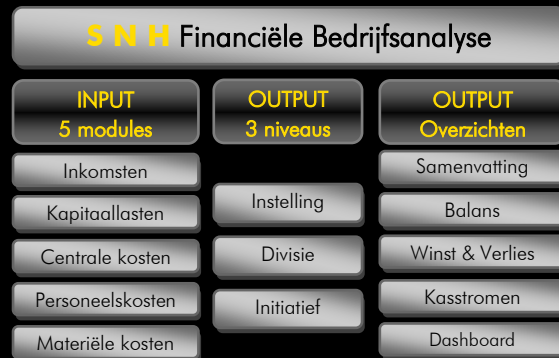 S N H Financiële Bedrijfsanalyse
INPUT
5 modules
Inkomsten
Kapitaallasten
Centrale kosten
Personeelskosten
Materiële kosten
OUTPUT
3 niveaus
Instelling
Divisie
Initiatief
OUTPUT
Overzichten
Samenvatting
Balans
Winst & Verlies
Kasstromen
Dashboard